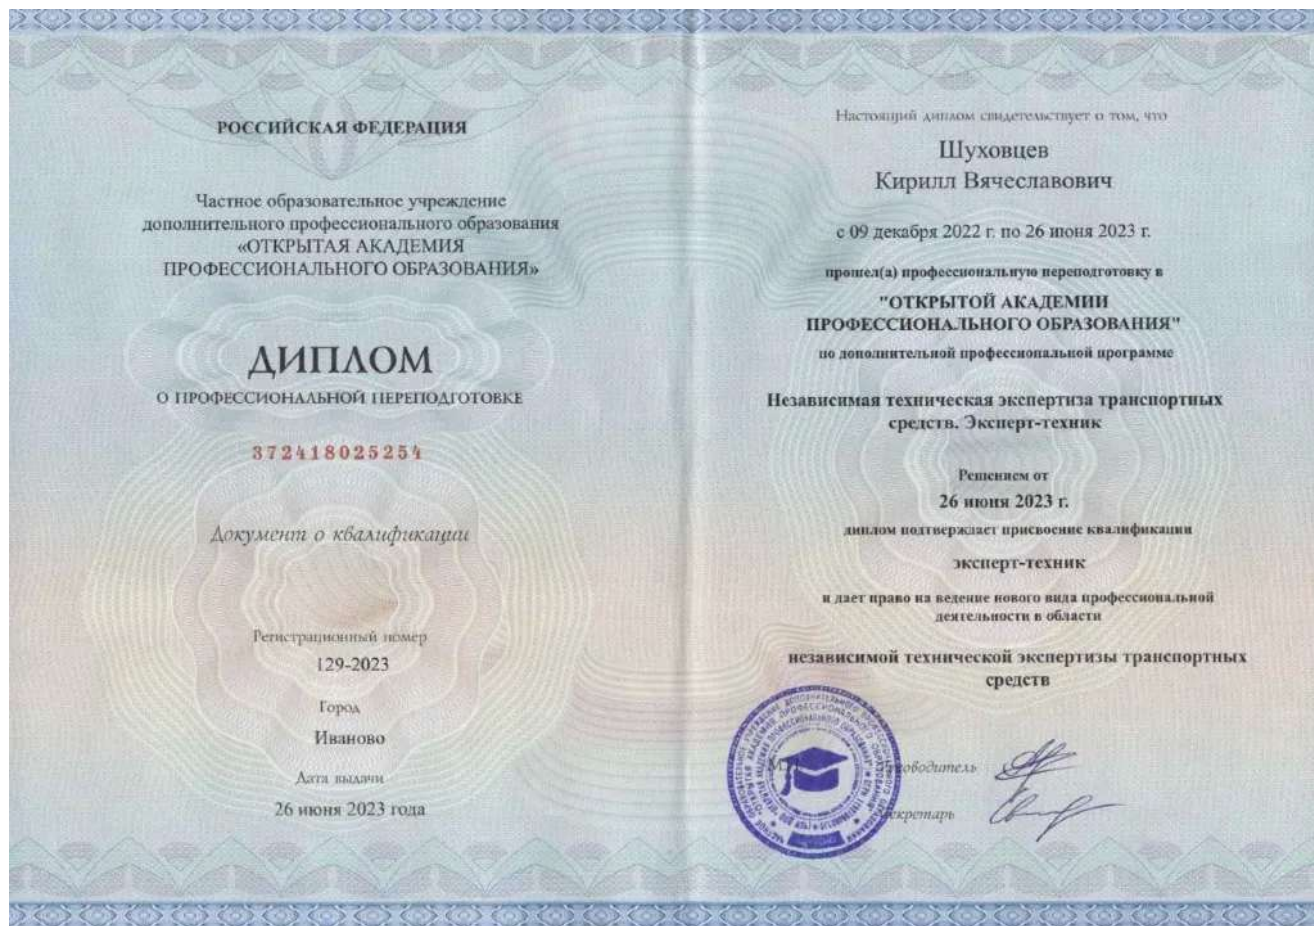 РОССИЙСКАЯ ФЕДЕРАЦИЯ
Частное образовательное учреждение
дополнительного профессионального образования
«ОТКРЫТАЯ АКАДЕМИЯ
ПРОФЕССИОНАЛЬНОГО ОБРАЗОВАНИЯ»
ДИПЛОМ
О ПРОФЕССИОНАЛЬНОЙ ПЕРЕПОДГОТОВКЕ
372418025254
Документ о квалификации
Регистрационный номер
129-2023
Город
Иваново
Дата выдачи
26 июня 2023 года
Настоящий диплом свидетельствует о том, что
Шуховцев
Кирилл Вячеславович
с 09 декабря 2022 г. по 26 июня 2023 г.
прошел(а) профессиональную переподготовку в
"ОТКРЫТОЙ АКАДЕМИИ
ПРОФЕССИОНАЛЬНОГО ОБРАЗОВАНИЯ"
по дополнительной профессиональной программе
Независимая техническая экспертиза транспортных
средств. Эксперт-техник
Решением от
26 июня 2023 г.
диплом подтверждает присвоение квалификации
эксперт-техник
и дает право на ведение нового вида профессиональной
деятельности в области
независимой технической экспертизы транспортных
средств
Руководитель
Секретарь